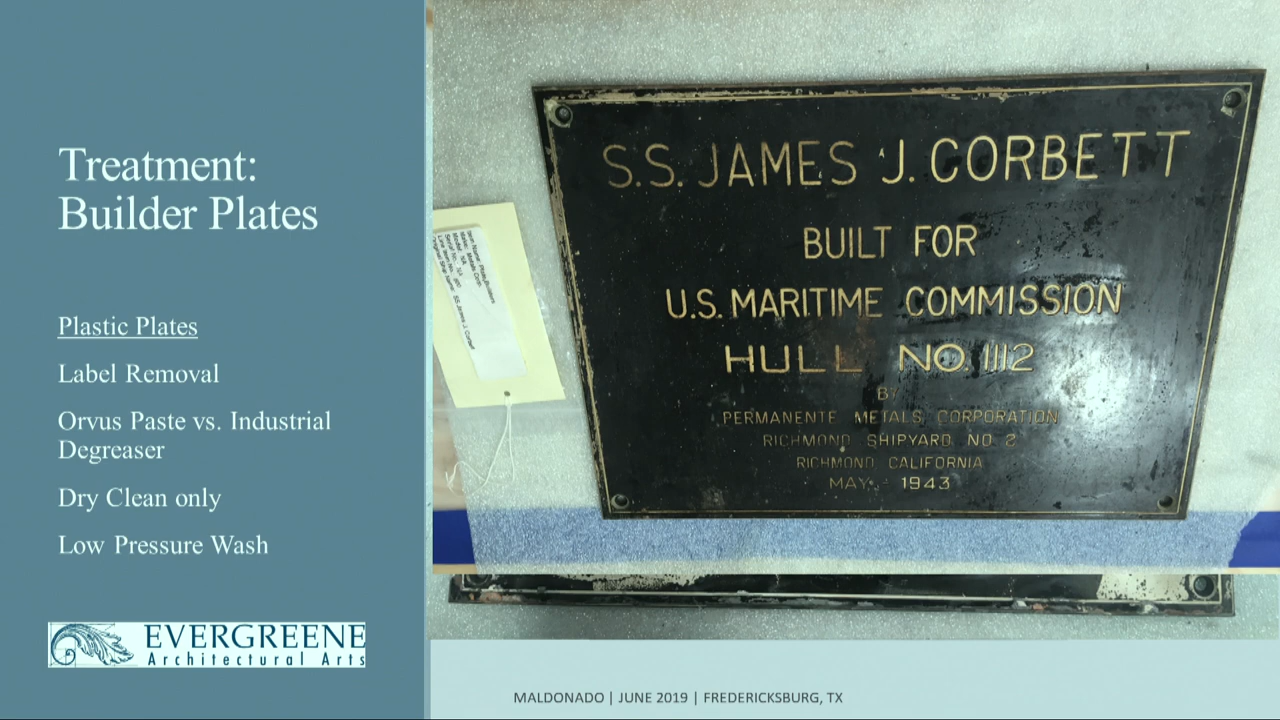 Treatment:
Builder Plates
Plastic Plates
Label Removal
Orvus Paste vs. Industrial
Degreaser
Dry Clean only
Low Pressure Wash
EVERGREENE
Architectural Arts
S.S. JAMES J. CORBETT
BUILT FOR
U.S. MARITIME COMMISSION
HULL NO. 1112
BY
PERMANENTE METALS CORPORATION
RICHMOND SHIPYARD NO. 2
RICHMOND CALIFORNIA
MAY - 1943
MALDONADO | JUNE 2019 | FREDERICKSBURG, TX